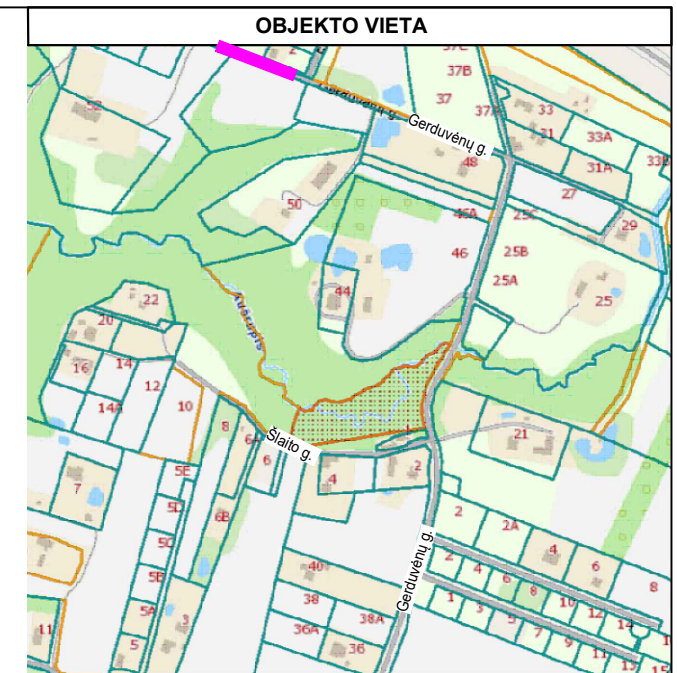 OBJEKTO VIETA
2
37C
37B
37
37A
33
31
33A
31A
33B
52
Gerduvėnų g.
Gerduvėnų g.
48
27
50
46A
25C
29
46
25B
25A
44
25
22
20
16
14
12
14A
10
8
6
Šlaito g.
4
2
1
21
5E
7
5D
6B
5C
5B
5A
3
5
11
40
38
38A
36A
36
Gerduvėnų g.
2
2A
4
6
8
2
4
6
8
10
12
14
1
3
5
7
9
11
13
15